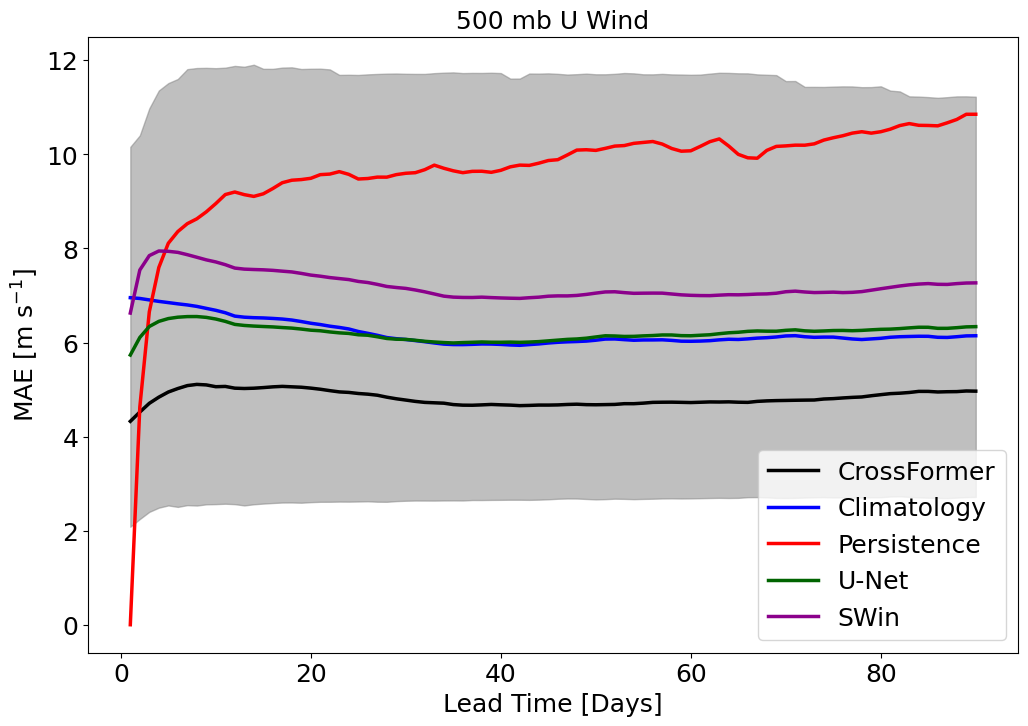 500 mb U Wind
MAE [m s⁻¹]
12
10
8
6
4
2
0
0 20 40 60 80
Lead Time [Days]
CrossFormer
Climatology
Persistence
U-Net
SWin